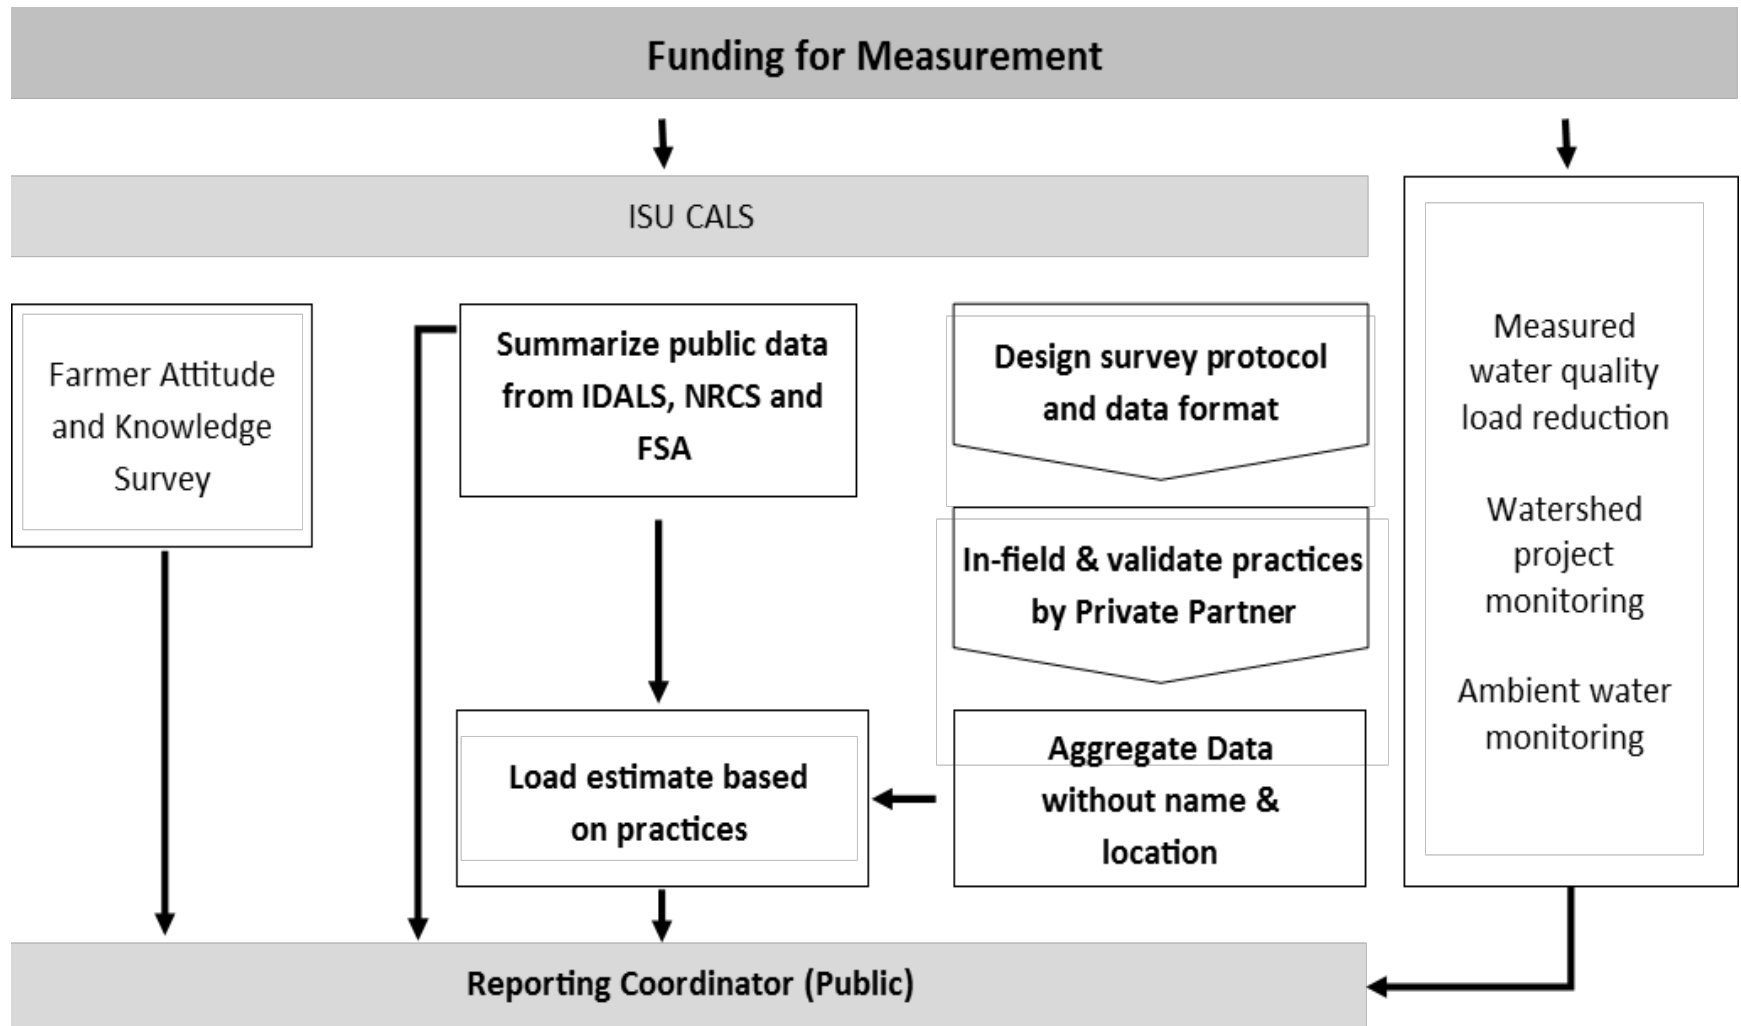 Funding for Measurement
ISU CALS
Farmer Attitude
and Knowledge
Survey
Summarize public data
from IDALS, NRCS and
FSA
Design survey protocol
and data format
In-field & validate practices
by Private Partner
Load estimate based
on practices
Aggregate Data
without name &
location
Measured
water quality
load reduction
Watershed
project
monitoring
Ambient water
monitoring
Reporting Coordinator (Public)